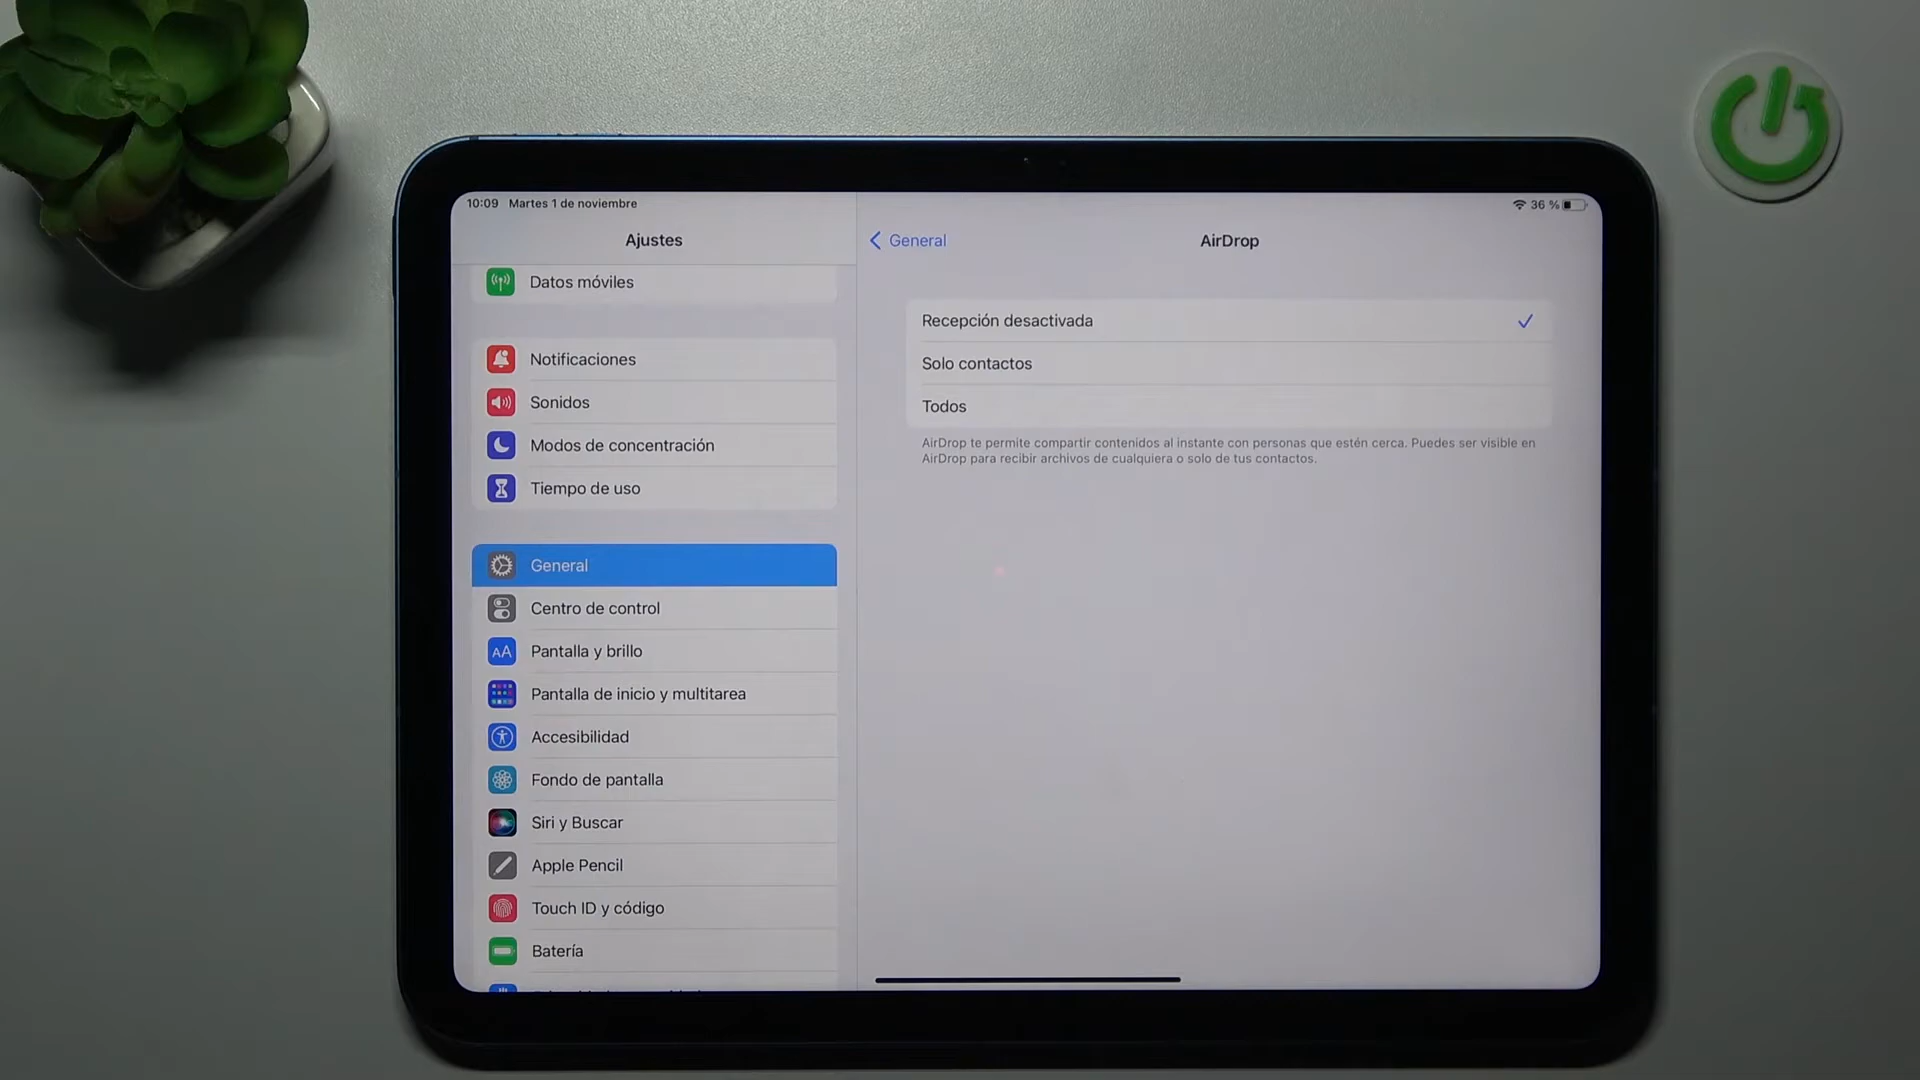 10:09 Martes 1 de noviembre
36 %
Ajustes
Datos móviles
Notificaciones
Sonidos
Modos de concentración
Tiempo de uso
General
Centro de control
AA
Pantalla y brillo
Pantalla de inicio y multitarea
Accesibilidad
Fondo de pantalla
Siri y Buscar
Apple Pencil
Touch ID y código
Batería
General
AirDrop
Recepción desactivada
Solo contactos
Todos
AirDrop te permite compartir contenidos al instante con personas que estén cerca. Puedes ser visible en
AirDrop para recibir archivos de cualquiera o solo de tus contactos.